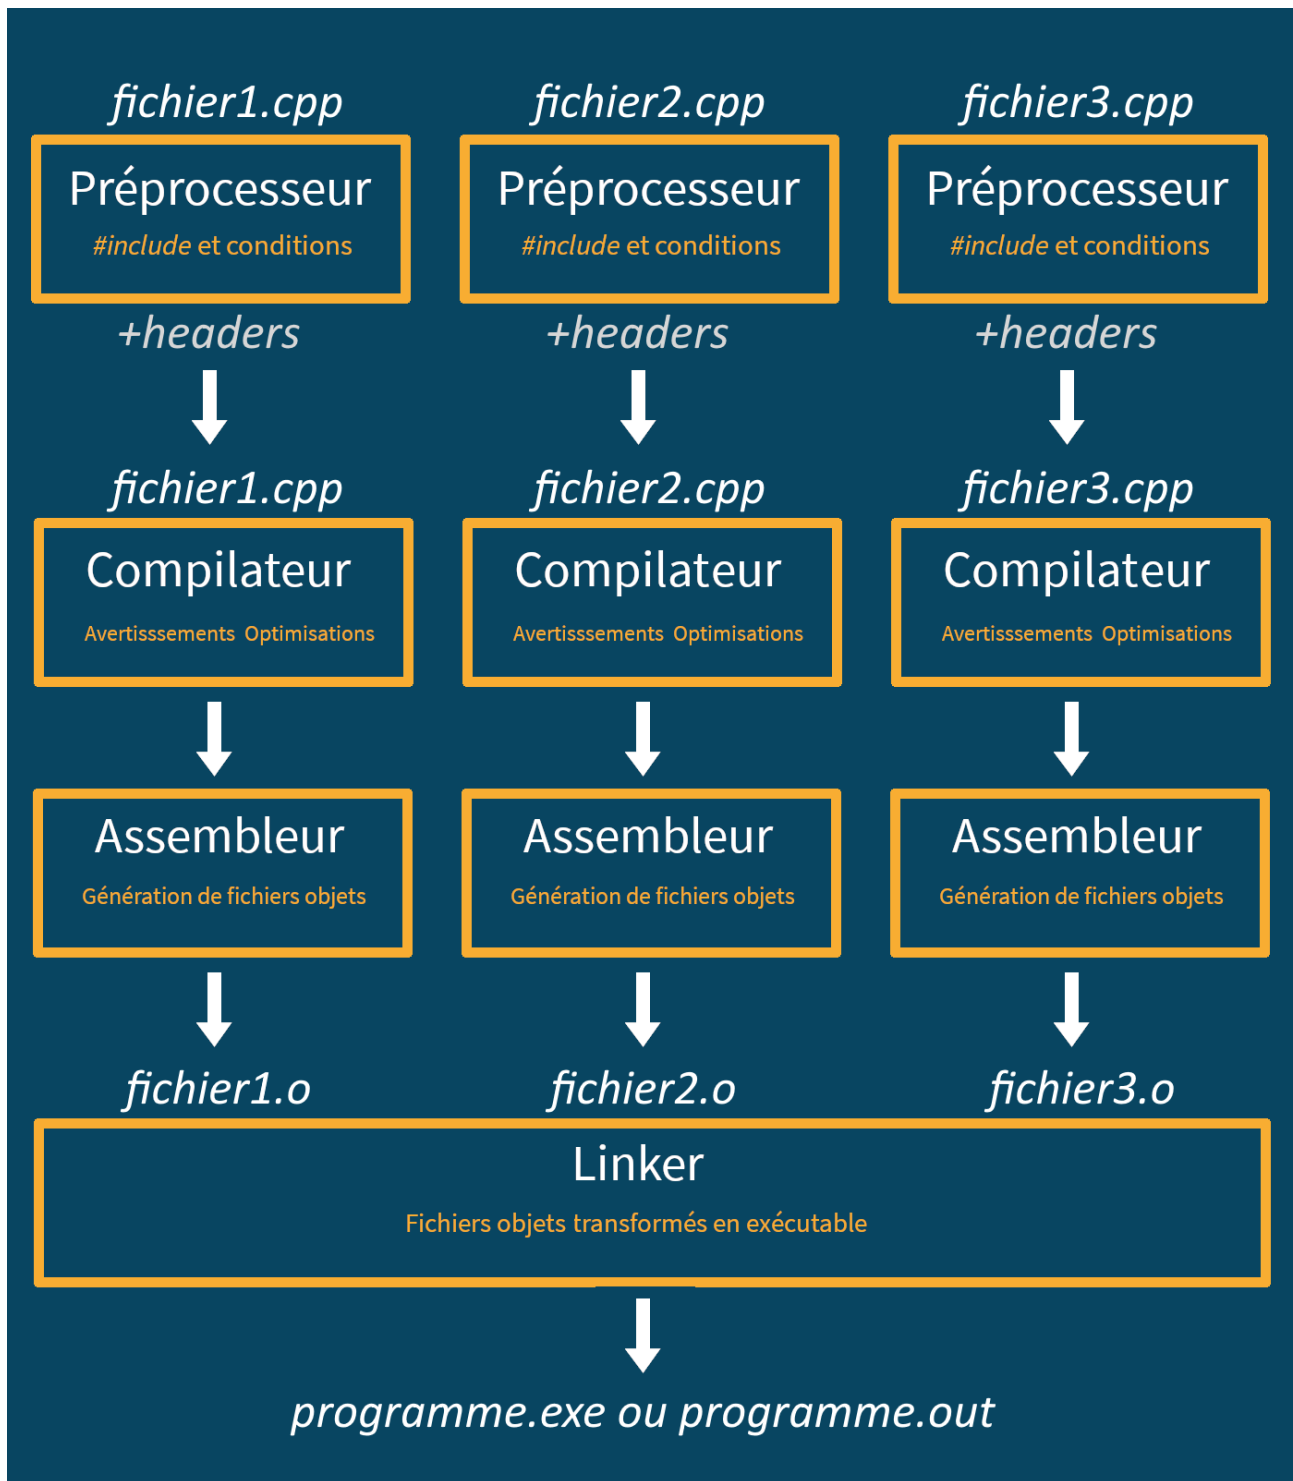 fichier1.cpp fichier2.cpp fichier3.cpp
Préprocesseur Préprocesseur Préprocesseur
#include et conditions #include et conditions #include et conditions
+headers +headers +headers
fichier1.cpp fichier2.cpp fichier3.cpp
Compilateur Compilateur Compilateur
Avertisssements Optimisations Avertisssements Optimisations Avertisssements Optimisations
Assembleur Assembleur Assembleur
Génération de fichiers objets Génération de fichiers objets Génération de fichiers objets
fichier1.o fichier2.o fichier3.o
Linker
Fichiers objets transformés en exécutable
programme.exe ou programme.out